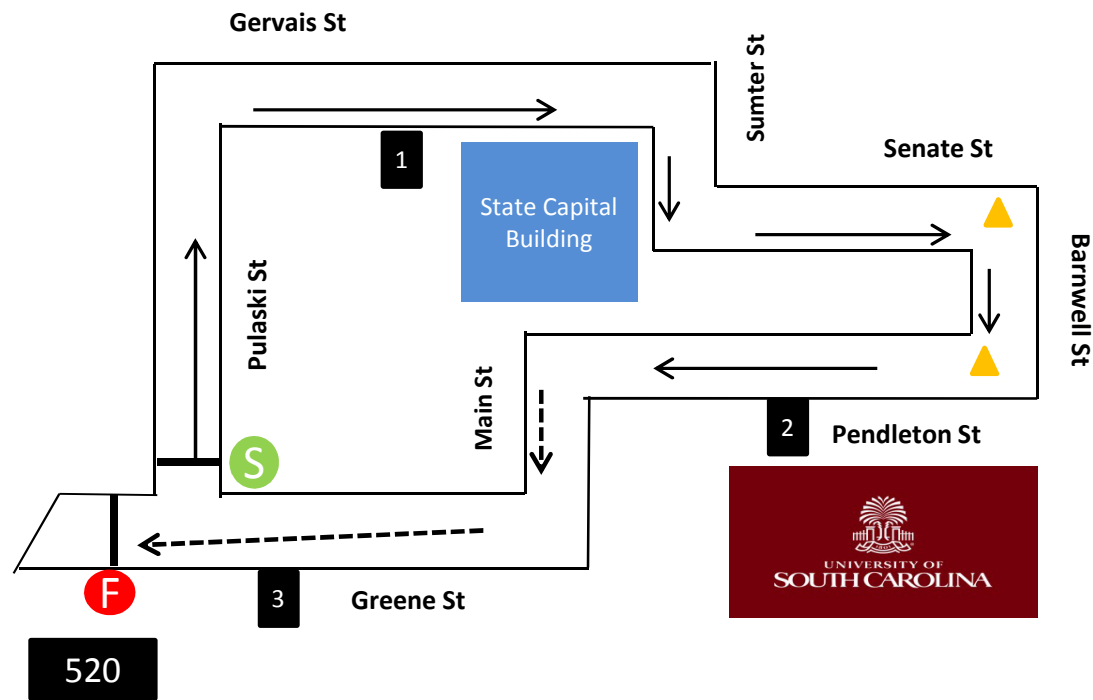 Gervais St
Sumter St
Senate St
1
State Capital
Building
Barnwell St
Pulaski St
Main St
2
Pendleton St
S
UNIVERSITY OF
SOUTH CAROLINA
F
3
Greene St
520